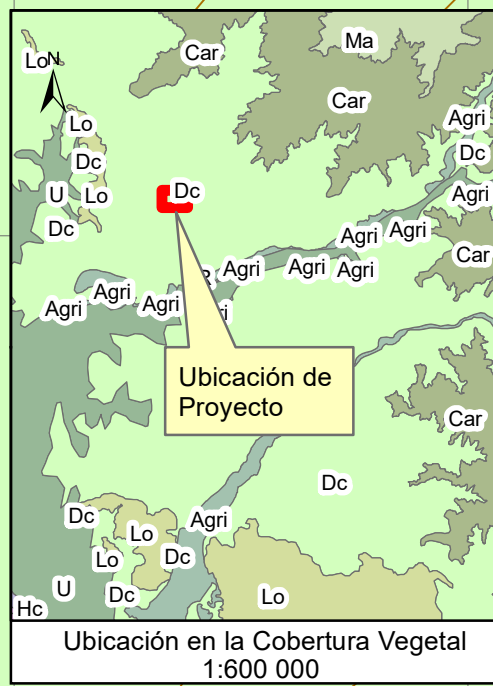 Ma
Car
Lo
N
Car
Agri
Lo
Dc
Dc
Agri
U
Lo
Dc
Dc
Agri
Agri
Car
Agri
Agri
Agri
Agri
Agri
Agri
Ubicación de
Proyecto
Car
Dc
Dc
Agri
Lo
Lo
Dc
U
Dc
Lo
Hc
Ubicación en la Cobertura Vegetal
1:600 000